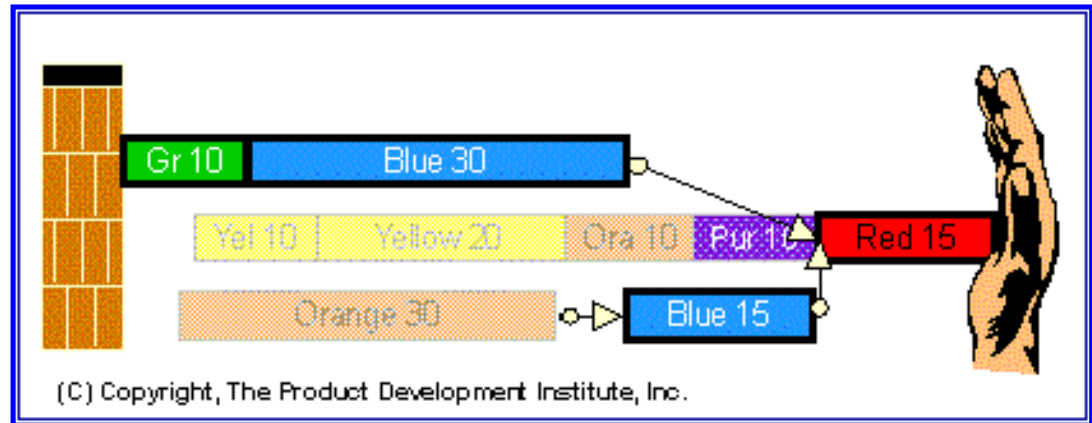 Gr 10 Blue 30
Yel 10 Yellow 20 Ora 10 Pur 10 Red 15
Orange 30 Blue 15
(C) Copyright, The Product Development Institute, Inc.